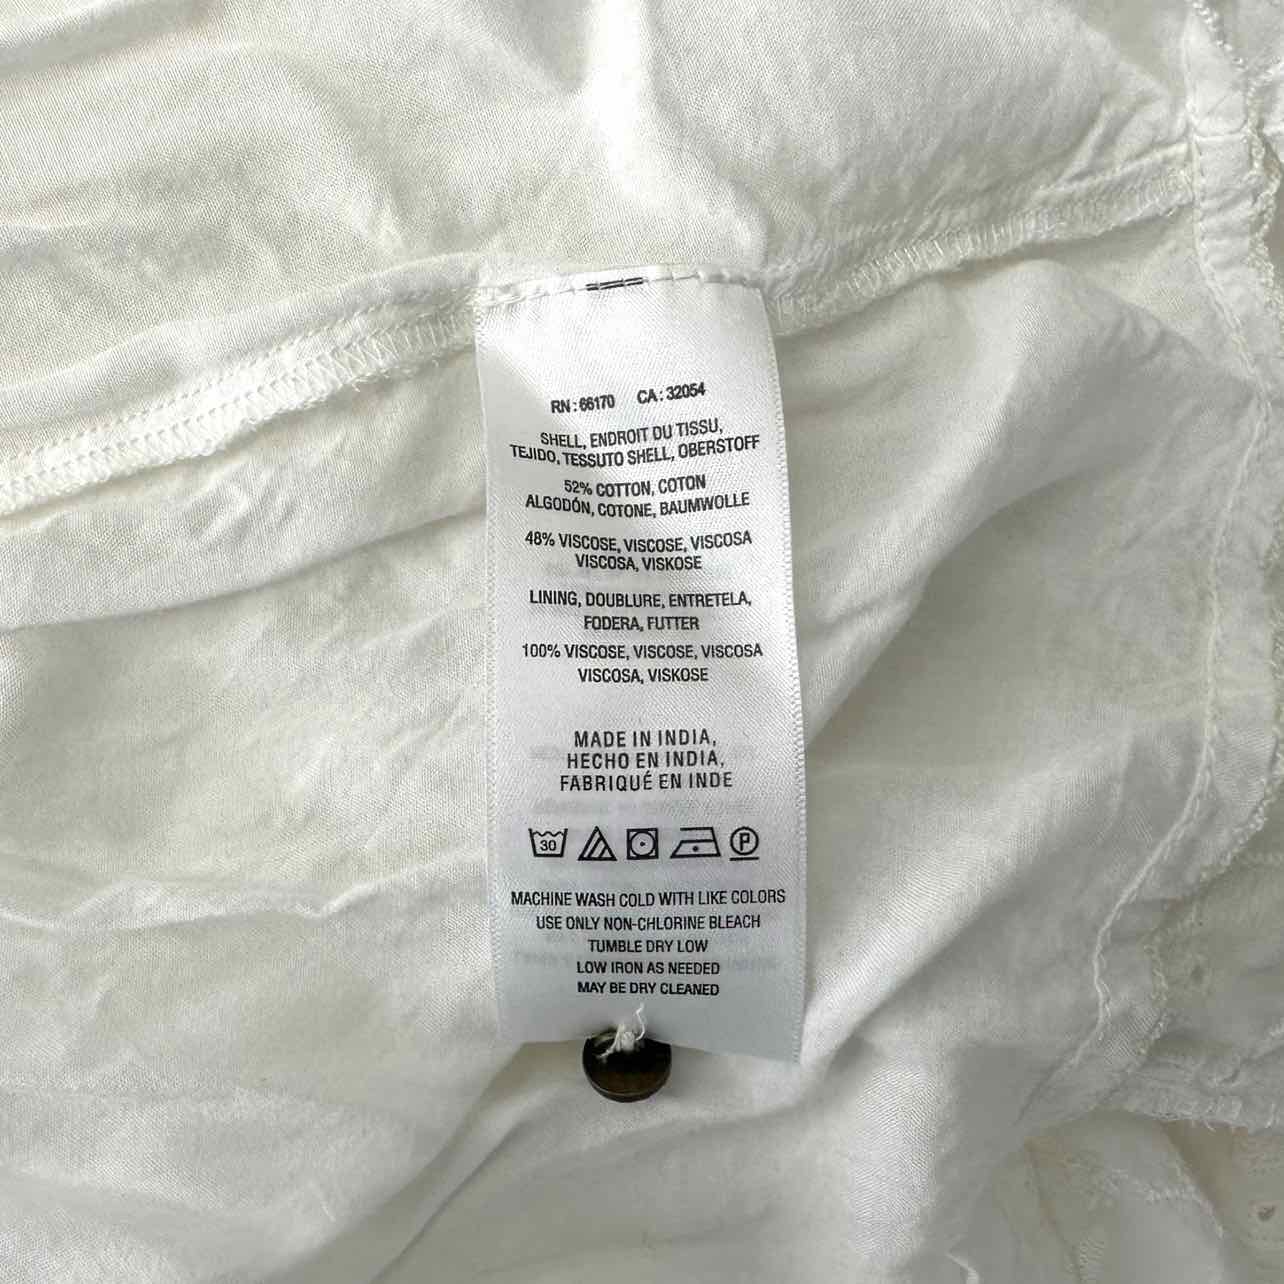 RN: 66170 CA: 32054
SHELL, ENDROIT DU TISSU,
TEJIDO, TESSUTO SHELL, OBERSTOFF
52% COTTON, COTON
ALGODÓN, COTONE, BAUMWOLLE
48% VISCOSE, VISCOSE, VISCOSA
VISCOSA, VISKOSE
LINING, DOUBLURE, ENTRETELA,
FODERA, FUTTER
100% VISCOSE, VISCOSE, VISCOSA
VISCOSA, VISKOSE
MADE IN INDIA,
HECHO EN INDIA,
FABRIQUÉ EN INDE
30 P
MACHINE WASH COLD WITH LIKE COLORS
USE ONLY NON-CHLORINE BLEACH
TUMBLE DRY LOW
LOW IRON AS NEEDED
MAY BE DRY CLEANED